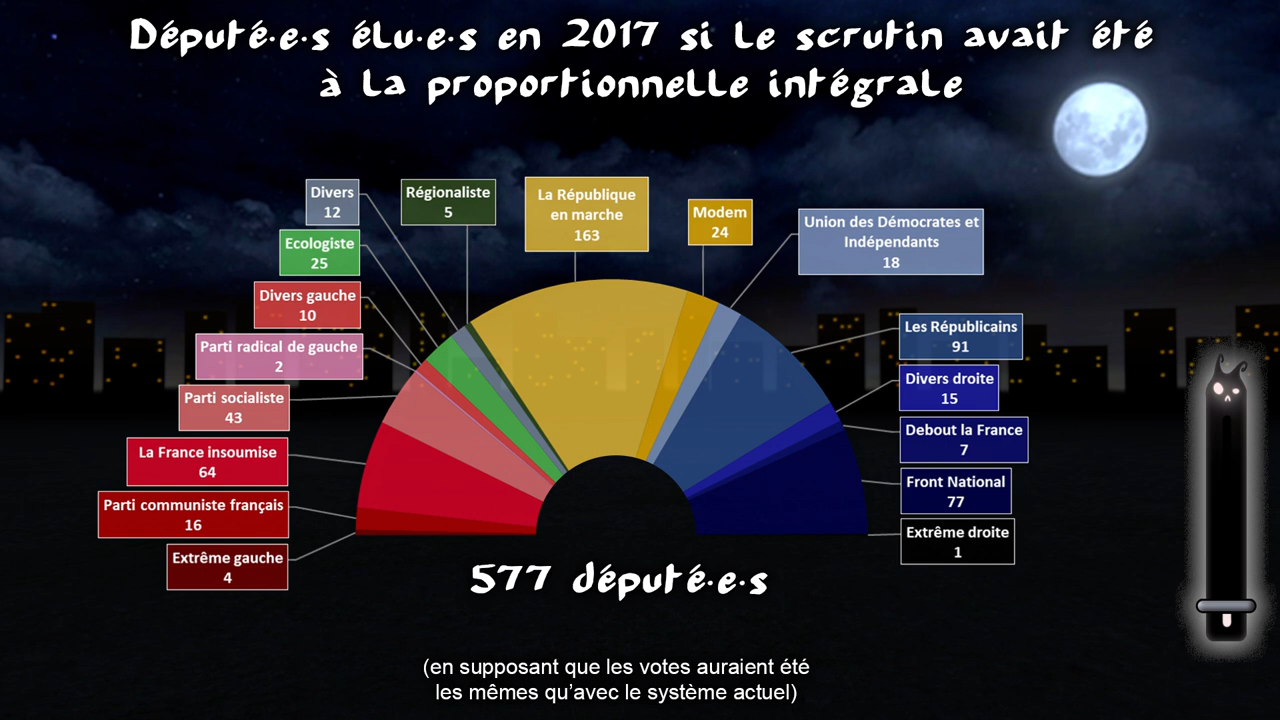 Député·e·s élu·e·s en 2017 si le scrutin avait été
à la proportionnelle intégrale
Divers
12
Régionaliste
5
La République
en marche
163
Modem
24
Union des Démocrates et
Indépendants
18
Ecologiste
25
Divers gauche
10
Parti radical de gauche
2
Parti socialiste
43
La France insoumise
64
Parti communiste français
16
Extrême gauche
4
Les Républicains
91
Divers droite
15
Debout la France
7
Front National
77
Extrême droite
1
577 député·e·s
(en supposant que les votes auraient été
les mêmes qu'avec le système actuel)